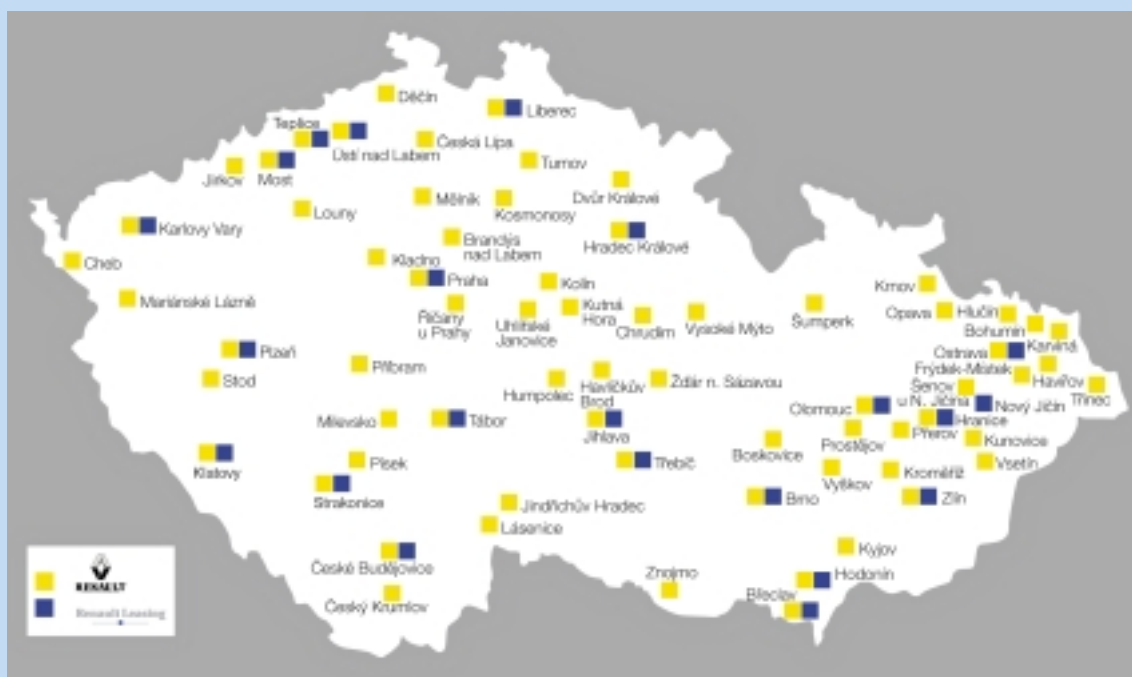 Děčín
Liberec
Teplice
Ústí nad Labem
Česká Lípa
Jirkov
Most
Turnov
Dvůr Králové
Louny
Mělník
Kosmonosy
Karlovy Vary
Brandýs
nad Labem
Hradec Králové
Cheb
Kladno
Praha
Kolín
Mariánské Lázně
Říčany
u Prahy
Uhlířské
Janovice
Kutná
Hora
Chrudim
Vysoké Mýto
Šumperk
Krnov
Opava
Hlučín
Bohumín
Karviná
Plzeň
Ostrava
Stod
Příbram
Humpolec
Havlíčkův
Brod
Žďár n. Sázavou
Frýdek-Místek
Havířov
Třinec
Šenov
u N. Jičína
Nový Jičín
Milevsko
Tábor
Jihlava
Olomouc
Hranice
Prostějov
Přerov
Kunovice
Klatovy
Písek
Třebíč
Boskovice
Vyškov
Kroměříž
Vsetín
Strakonice
Jindřichův Hradec
Brno
Zlín
Lásenice
České Budějovice
Kyjov
Znojmo
Hodonín
Český Krumlov
Břeclav
RENAULT
Renault Leasing